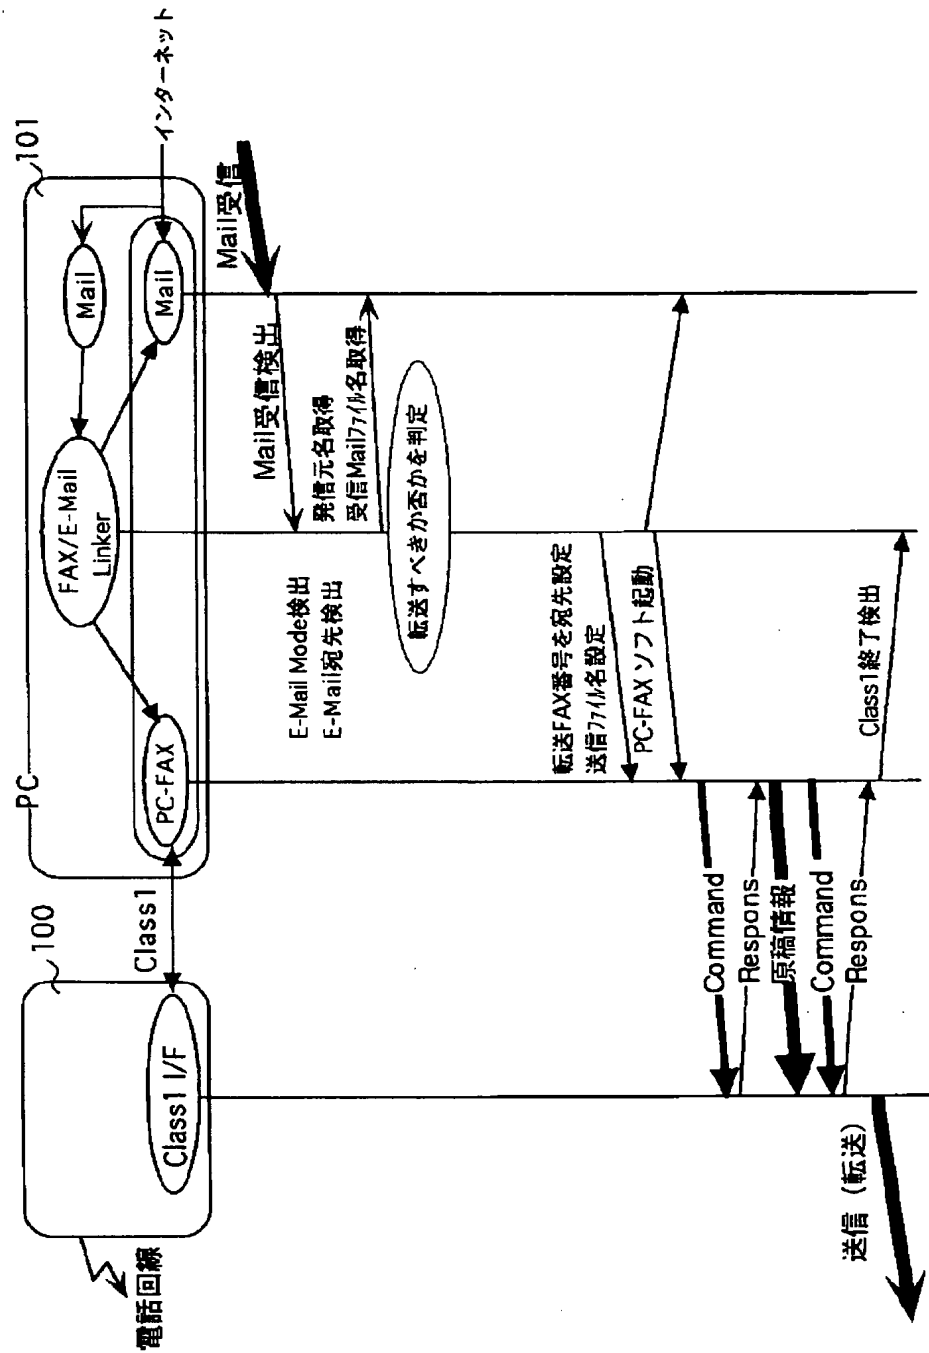 電話回線
100
Class1 I/F
Class1
PC
101
PC-FAX
FAX/E-Mail
Linker
Mail
Mail
インターネット
Mail受信
Mail受信検出
発信元名取得
受信Mailファイル名取得
E-Mail Mode検出
E-Mail宛先検出
転送すべきか否かを判定
転送FAX番号を宛先設定
送信ファイル名設定
PC-FAX ソフト起動
Command
Respons
原稿情報
Command
Respons
Class1終了検出
送信 (転送)